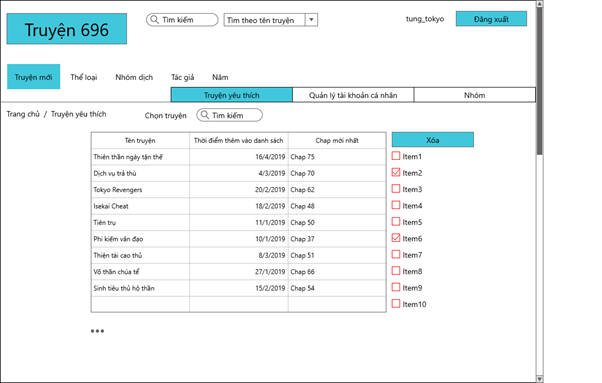 Truyện 696
Tìm kiếm
Tìm theo tên truyện
tung_tokyo
Đăng xuất
Truyện mới Thể loại Nhóm dịch Tác giả Năm
Truyện yêu thích Quản lý tài khoản cá nhân Nhóm
Trang chủ / Truyện yêu thích
Chọn truyện
Tìm kiếm
Tên truyện Thời điểm thêm vào danh sách Chap mới nhất Xóa
Thiên thần ngày tận thế 16/4/2019 Chap 75 Item1
Dịch vụ trả thù 4/3/2019 Chap 70 Item2
Tokyo Revengers 20/2/2019 Chap 62 Item3
Isekai Cheat 18/2/2019 Chap 48 Item4
Tiên trụ 11/1/2019 Chap 50 Item5
Phi kiếm vấn đạo 10/1/2019 Chap 37 Item6
Thiện tài cao thủ 8/3/2019 Chap 51 Item7
Võ thần chúa tể 27/1/2019 Chap 66 Item8
Sinh tiêu thủ hộ thần 15/2/2019 Chap 54 Item9
Item10